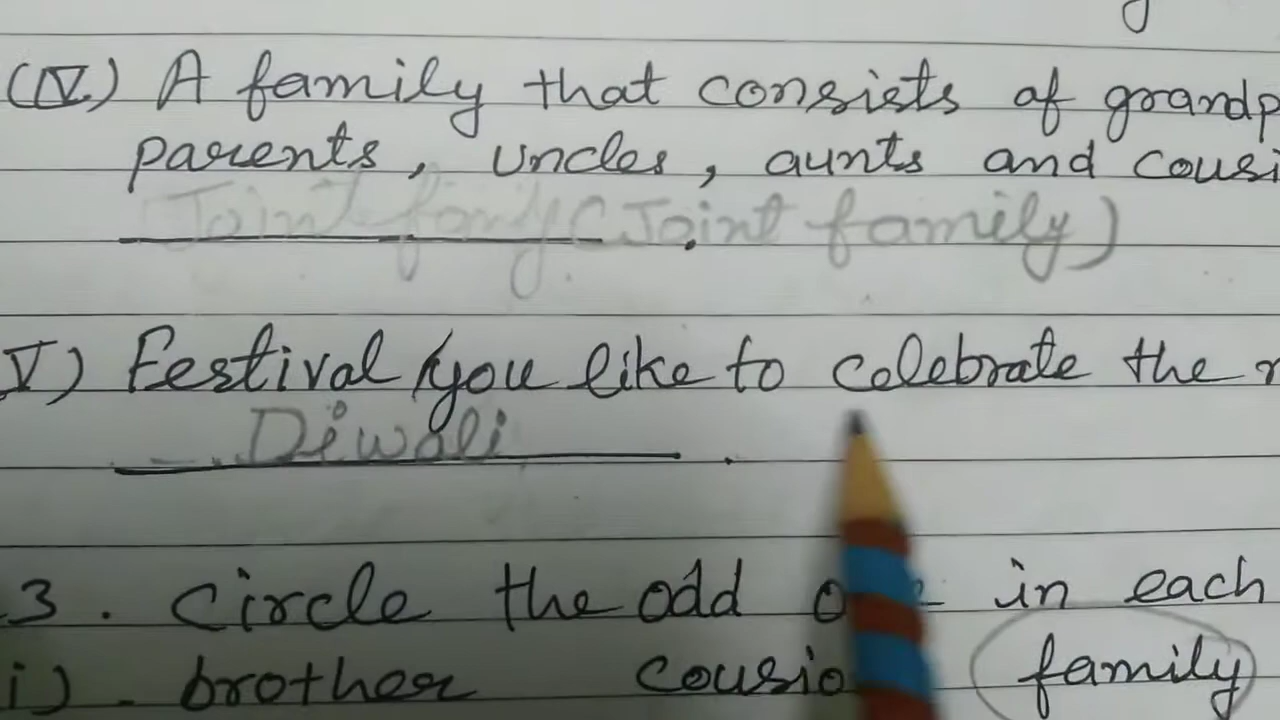 (IV.) A family that consists of grandp
parents, uncles, aunts and cousi
Joint family (Joint family)
V) Festival you like to celebrate the
Diwali
3. Circle the odd in each
i) brother cousin family